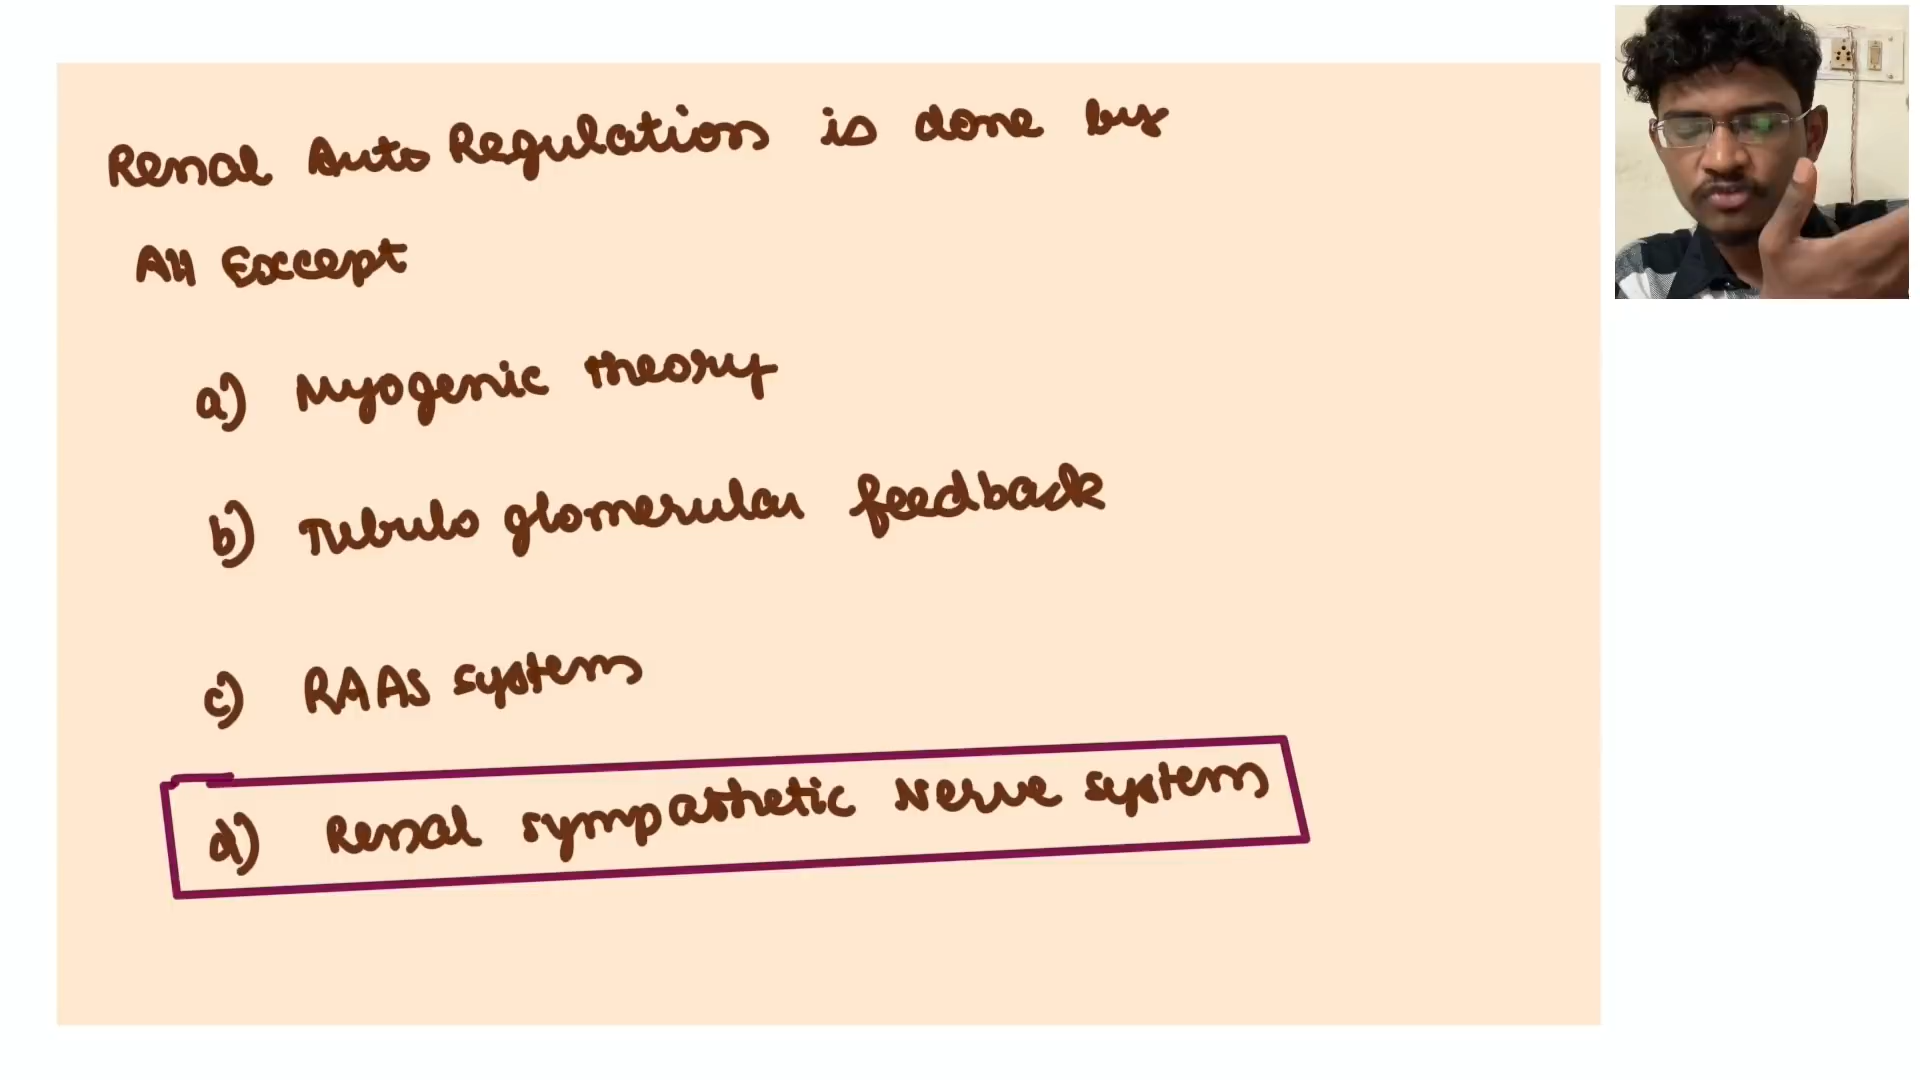 Renal Auto Regulation is done by
All Except
a) Myogenic theory
b) Tubulo glomerular feedback
c) RAAS system
d) Renal sympathetic Nerve system